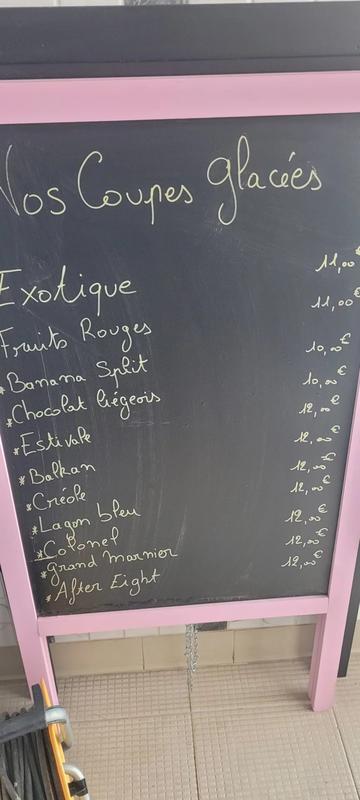 Nos Coupes glacées
Exotique 11,00€
Fruits Rouges 11,00€
*Banana Split 10,00€
*Chocolat liégeois 10,00€
*Estivale 12,00€
*Balkan 12,00€
*Créole 12,00€
*Lagon bleu 12,00€
*Colonel 12,00€
*grand marnier 12,00€
*After Eight 12,00€